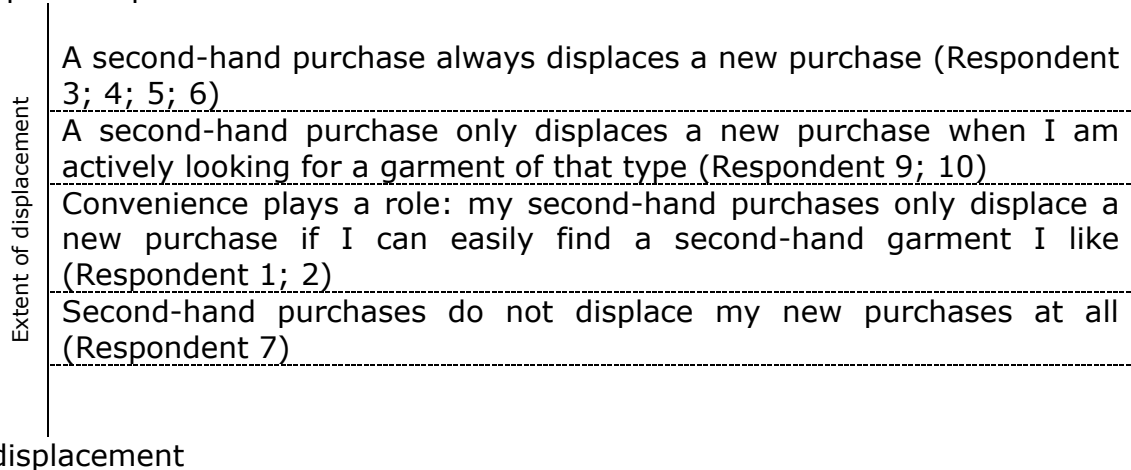 Extent of displacement
A second-hand purchase always displaces a new purchase (Respondent
3; 4; 5; 6)
A second-hand purchase only displaces a new purchase when I am
actively looking for a garment of that type (Respondent 9; 10)
Convenience plays a role: my second-hand purchases only displace a
new purchase if I can easily find a second-hand garment I like
(Respondent 1; 2)
Second-hand purchases do not displace my new purchases at all
(Respondent 7)
displacement